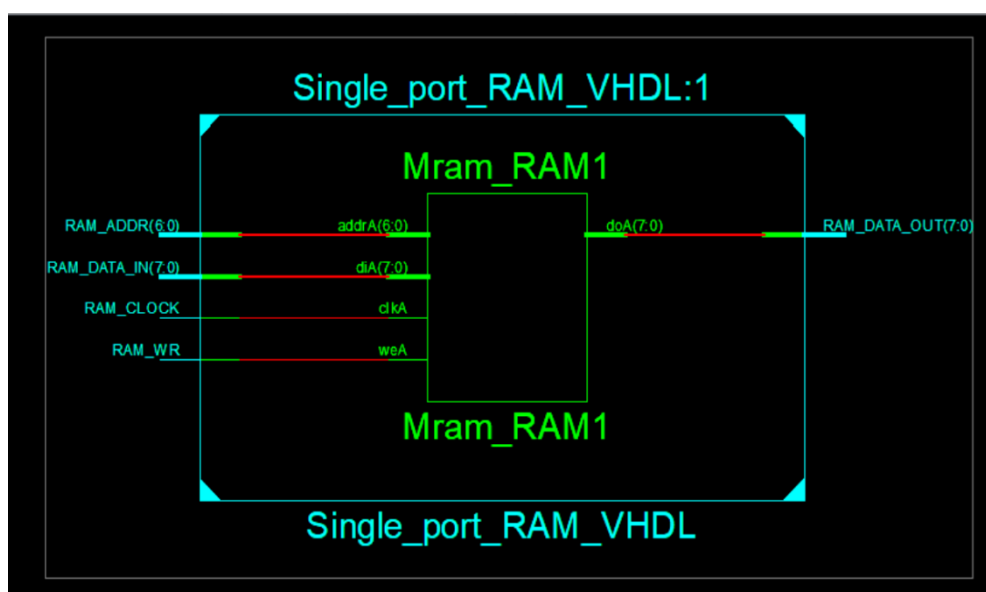 Single_port_RAM_VHDL:1
Mram_RAM1
RAM_ADDR(6:0) addrA(6:0) doA(7:0) RAM_DATA_OUT(7:0)
RAM_DATA_IN(7:0) diA(7:0)
RAM_CLOCK clkA
RAM_WR weA
Mram_RAM1
Single_port_RAM_VHDL